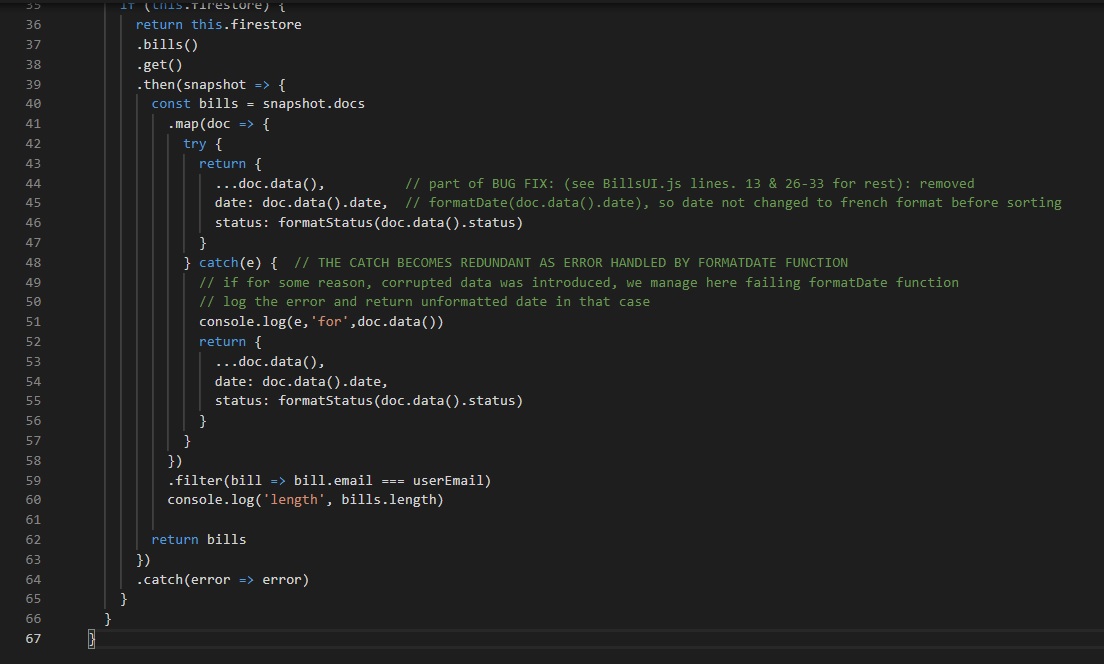 35 if (this.firestore) {
36 return this.firestore
37 .bills()
38 .get()
39 .then(snapshot => {
40 const bills = snapshot.docs
41 .map(doc => {
42 try {
43 return {
44 ...doc.data(), // part of BUG FIX: (see BillsUI.js lines. 13 & 26-33 for rest): removed
45 date: doc.data().date, // formatDate(doc.data().date), so date not changed to french format before sorting
46 status: formatStatus(doc.data().status)
47 }
48 } catch(e) { // THE CATCH BECOMES REDUNDANT AS ERROR HANDLED BY FORMATDATE FUNCTION
49 // if for some reason, corrupted data was introduced, we manage here failing formatDate function
50 // log the error and return unformatted date in that case
51 console.log(e,'for',doc.data())
52 return {
53 ...doc.data(),
54 date: doc.data().date,
55 status: formatStatus(doc.data().status)
56 }
57 }
58 })
59 .filter(bill => bill.email === userEmail)
60 console.log('length', bills.length)
61
62 return bills
63 })
64 .catch(error => error)
65 }
66 }
67 }